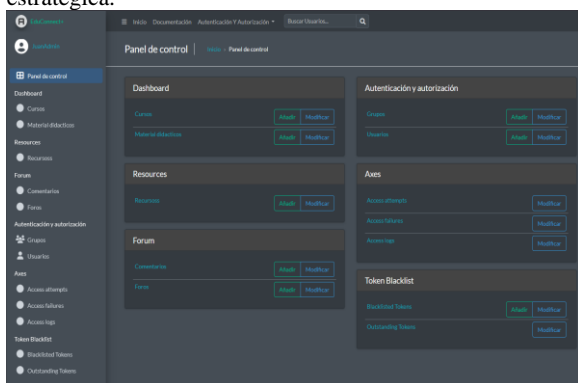 estratégica.
EduConnect+
Inicio Documentación Autenticación Y Autorización Buscar Usuarios...
JuanAdmin
Panel de control Inicio Panel de control
Panel de control
Dashboard
Cursos
Material didacticos
Resources
Recursos
Forum
Comentarios
Foros
Autenticación y autorización
Grupos
Usuarios
Axes
Access attempts
Access failures
Access logs
Token Blacklist
Blacklisted Tokens
Outstanding Tokens
Dashboard
Cursos Añadir Modificar
Material didacticos Añadir Modificar
Resources
Recursos Añadir Modificar
Forum
Comentarios Añadir Modificar
Foros Añadir Modificar
Autenticación y autorización
Grupos Añadir Modificar
Usuarios Añadir Modificar
Axes
Access attempts Modificar
Access failures Modificar
Access logs Modificar
Token Blacklist
Blacklisted Tokens Añadir Modificar
Outstanding Tokens Modificar